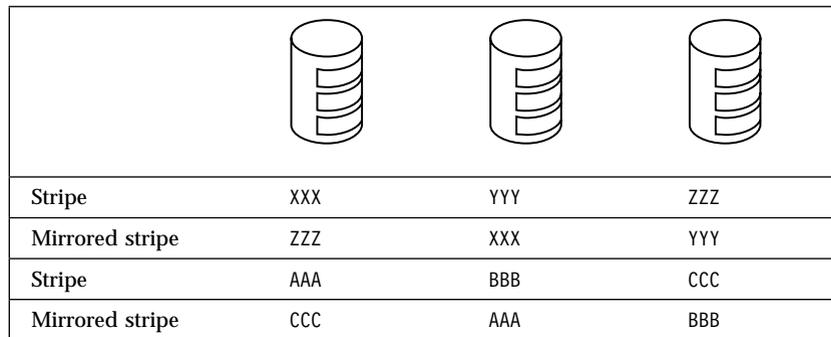 Stripe XXX YYY ZZZ
Mirrored stripe ZZZ XXX YYY
Stripe AAA BBB CCC
Mirrored stripe CCC AAA BBB